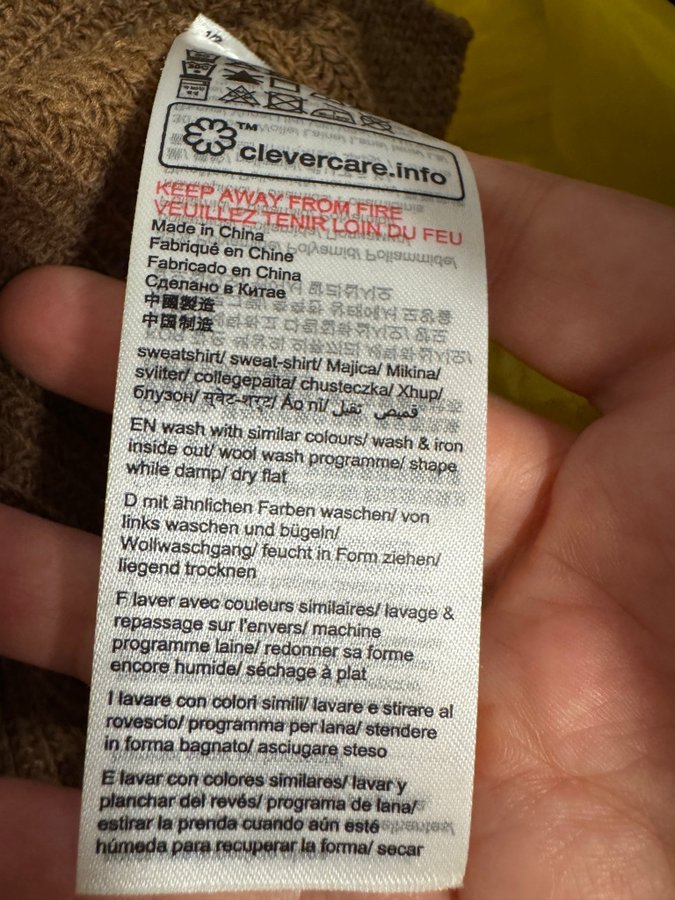 1/2
30C
TM
clevercare.info
KEEP AWAY FROM FIRE
VEUILLEZ TENIR LOIN DU FEU
Made in China
Fabriqué en Chine
Fabricado en China
Сделано в Китае
中國製造
中国制造
sweatshirt/ sweat-shirt/ Majica/ Mikina/
sviiter/ collegepaita/ chusteczka/ Xhup/
блузон/ स्वेट-शरट/ Áo nỉ/ قميص ثقيل
EN wash with similar colours/ wash & iron
inside out/ wool wash programme/ shape
while damp/ dry flat
D mit ähnlichen Farben waschen/ von
links waschen und bügeln/
Wollwaschgang/ feucht in Form ziehen/
liegend trocknen
F laver avec couleurs similaires/ lavage &
repassage sur l'envers/ machine
programme laine/ redonner sa forme
encore humide/ séchage à plat
I lavare con colori simili/ lavare e stirare al
rovescio/ programma per lana/ stendere
in forma bagnato/ asciugare steso
E lavar con colores similares/ lavar y
planchar del revés/ programa de lana/
estirar la prenda cuando aún esté
húmeda para recuperar la forma/ secar